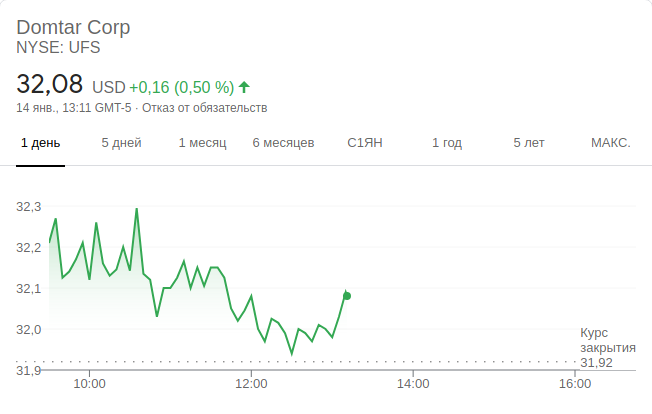 Domtar Corp
NYSE: UFS
32,08 USD +0,16 (0,50 %)
14 янв., 13:11 GMT-5 · Отказ от обязательств
1 день 5 дней 1 месяц 6 месяцев С1ЯН 1 год 5 лет МАКС.
32,3
32,2
32,1
32,0
31,9
Курс
закрытия
31,92
10:00 12:00 14:00 16:00